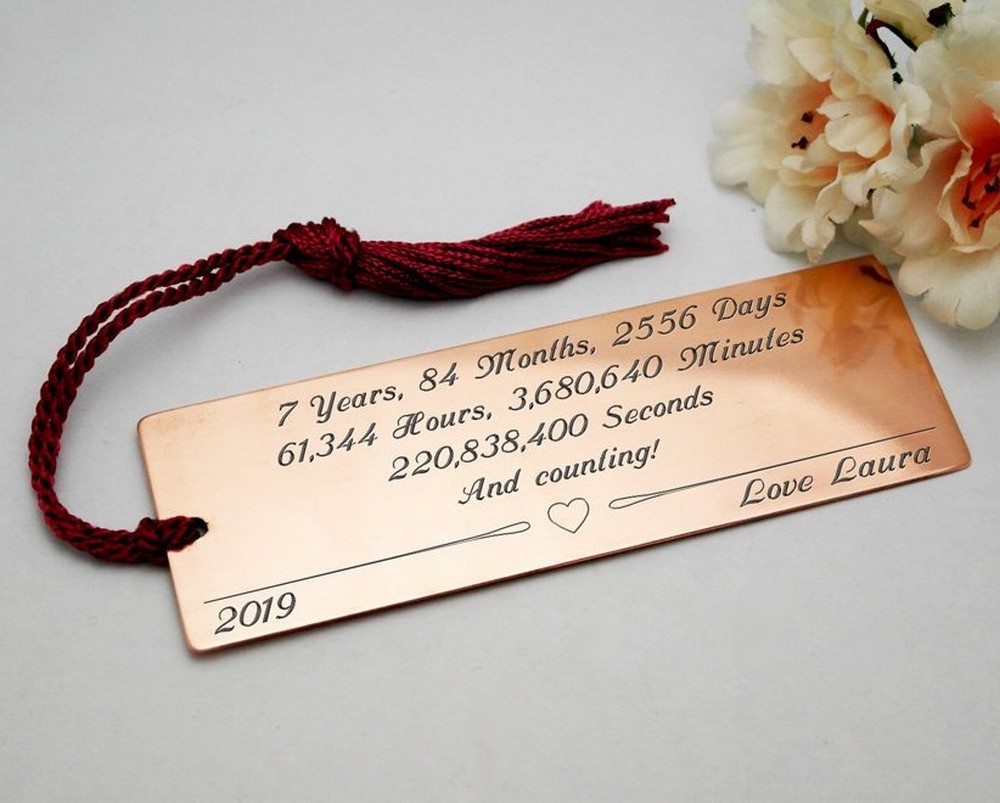 7 Years, 84 Months, 2556 Days
61,344 Hours, 3,680,640 Minutes
220,838,400 Seconds
And counting!
Love Laura
2019